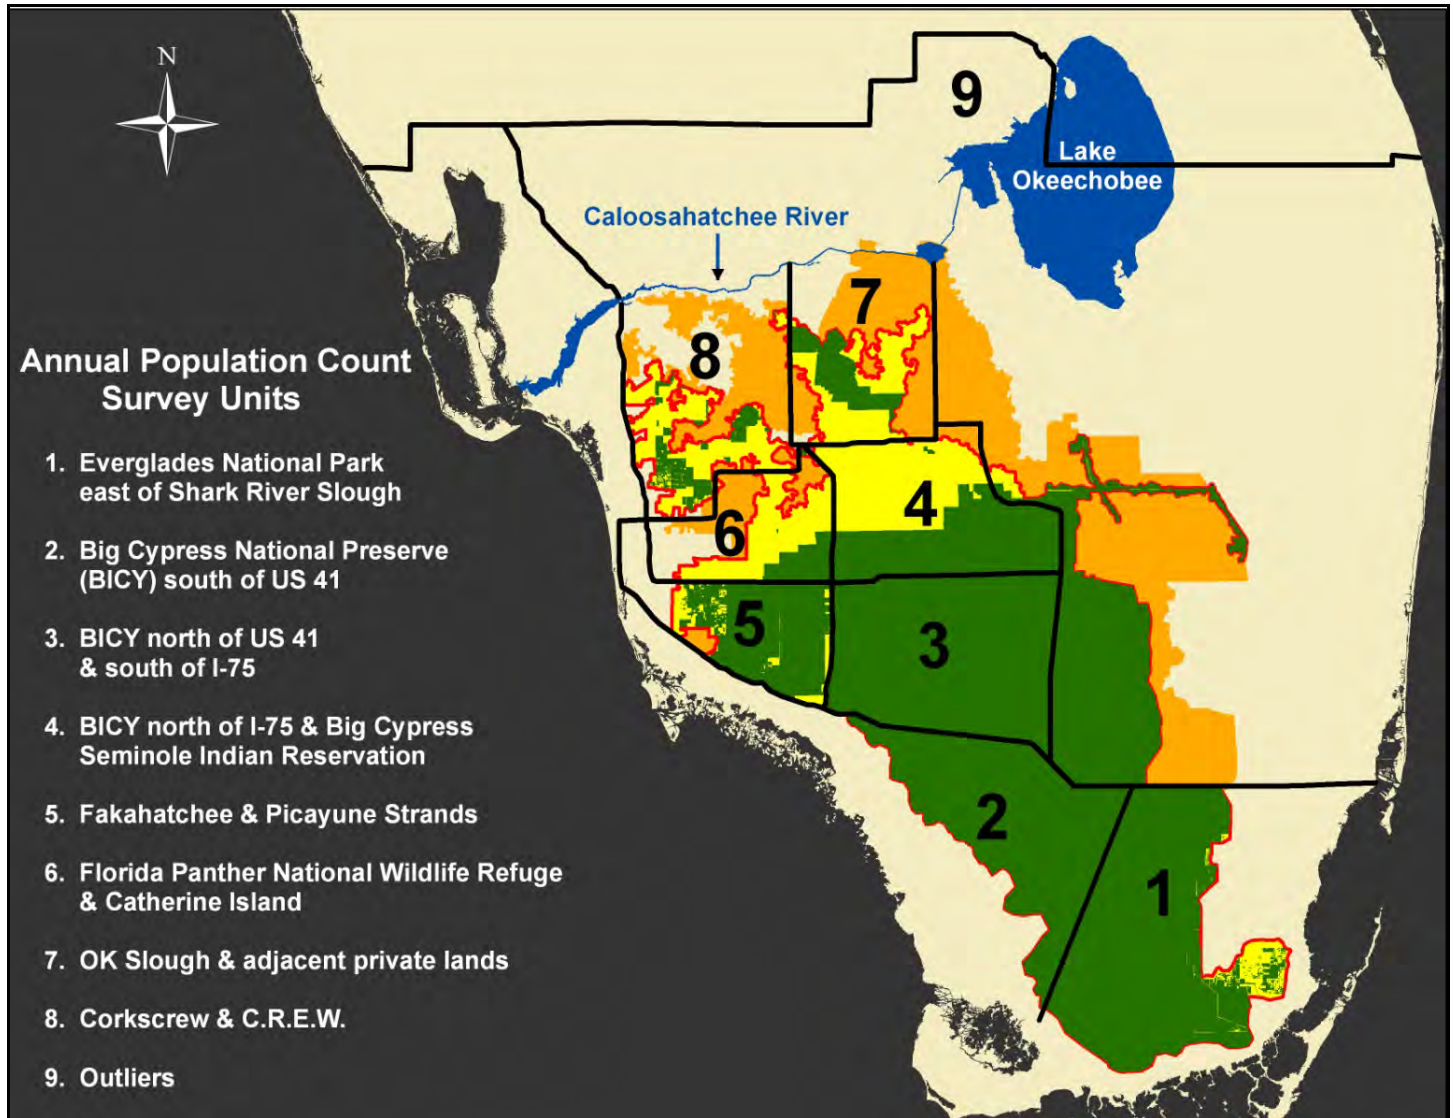 N
9
Lake
Okeechobee
Caloosahatchee River
7
8
4
6
5
3
2
1
Annual Population Count
Survey Units
1. Everglades National Park
east of Shark River Slough
2. Big Cypress National Preserve
(BICY) south of US 41
3. BICY north of US 41
& south of I-75
4. BICY north of I-75 & Big Cypress
Seminole Indian Reservation
5. Fakahatchee & Picayune Strands
6. Florida Panther National Wildlife Refuge
& Catherine Island
7. OK Slough & adjacent private lands
8. Corkscrew & C.R.E.W.
9. Outliers